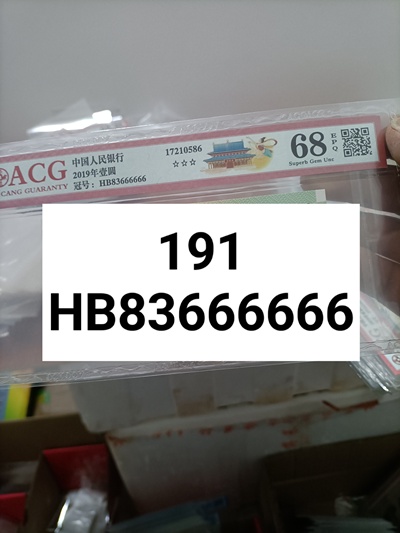 ACG
CANG GUARANTY
中国人民银行
2019年壹圆
冠号：HB83666666
17210586
☆☆☆
68
EPQ
Superb Gem Unc
191
HB83666666